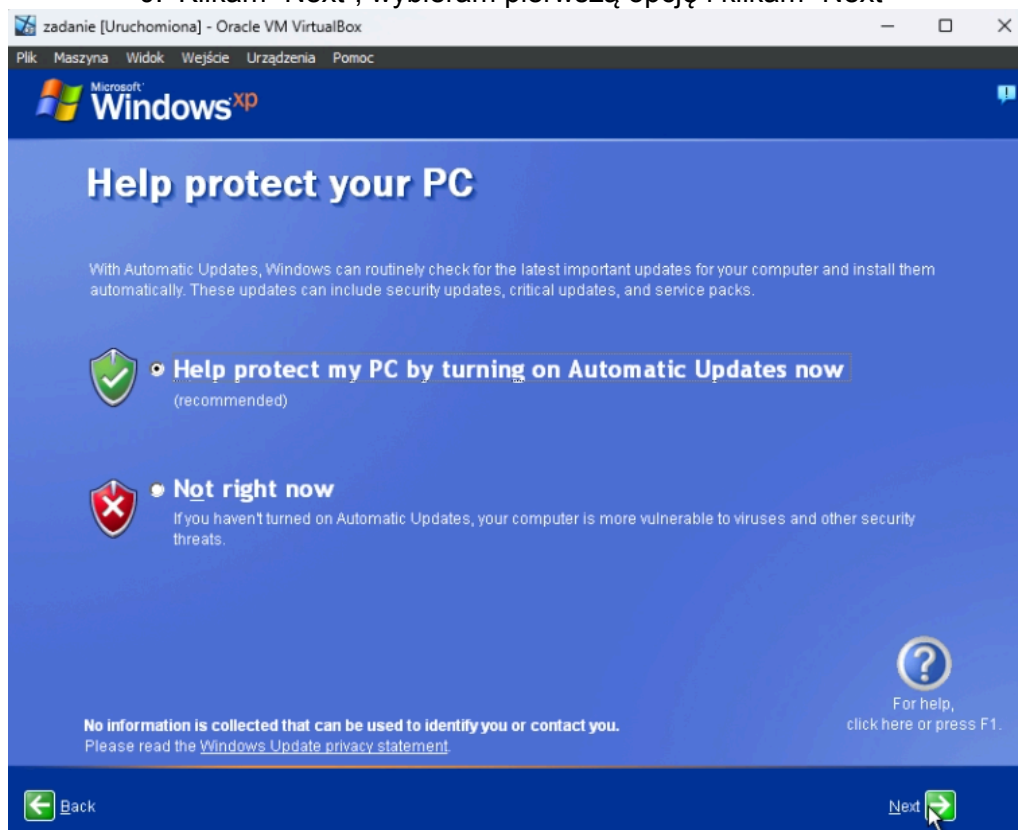 zadanie [Uruchomiona] - Oracle VM VirtualBox
Plik Maszyna Widok Wejście Urządzenia Pomoc
Microsoft
Windows xp
Help protect your PC
With Automatic Updates, Windows can routinely check for the latest important updates for your computer and install them
automatically. These updates can include security updates, critical updates, and service packs.
Help protect my PC by turning on Automatic Updates now
(recommended)
Not right now
If you haven't turned on Automatic Updates, your computer is more vulnerable to viruses and other security
threats.
For help,
click here or press F1.
No information is collected that can be used to identify you or contact you.
Please read the Windows Update privacy statement.
Back
Next